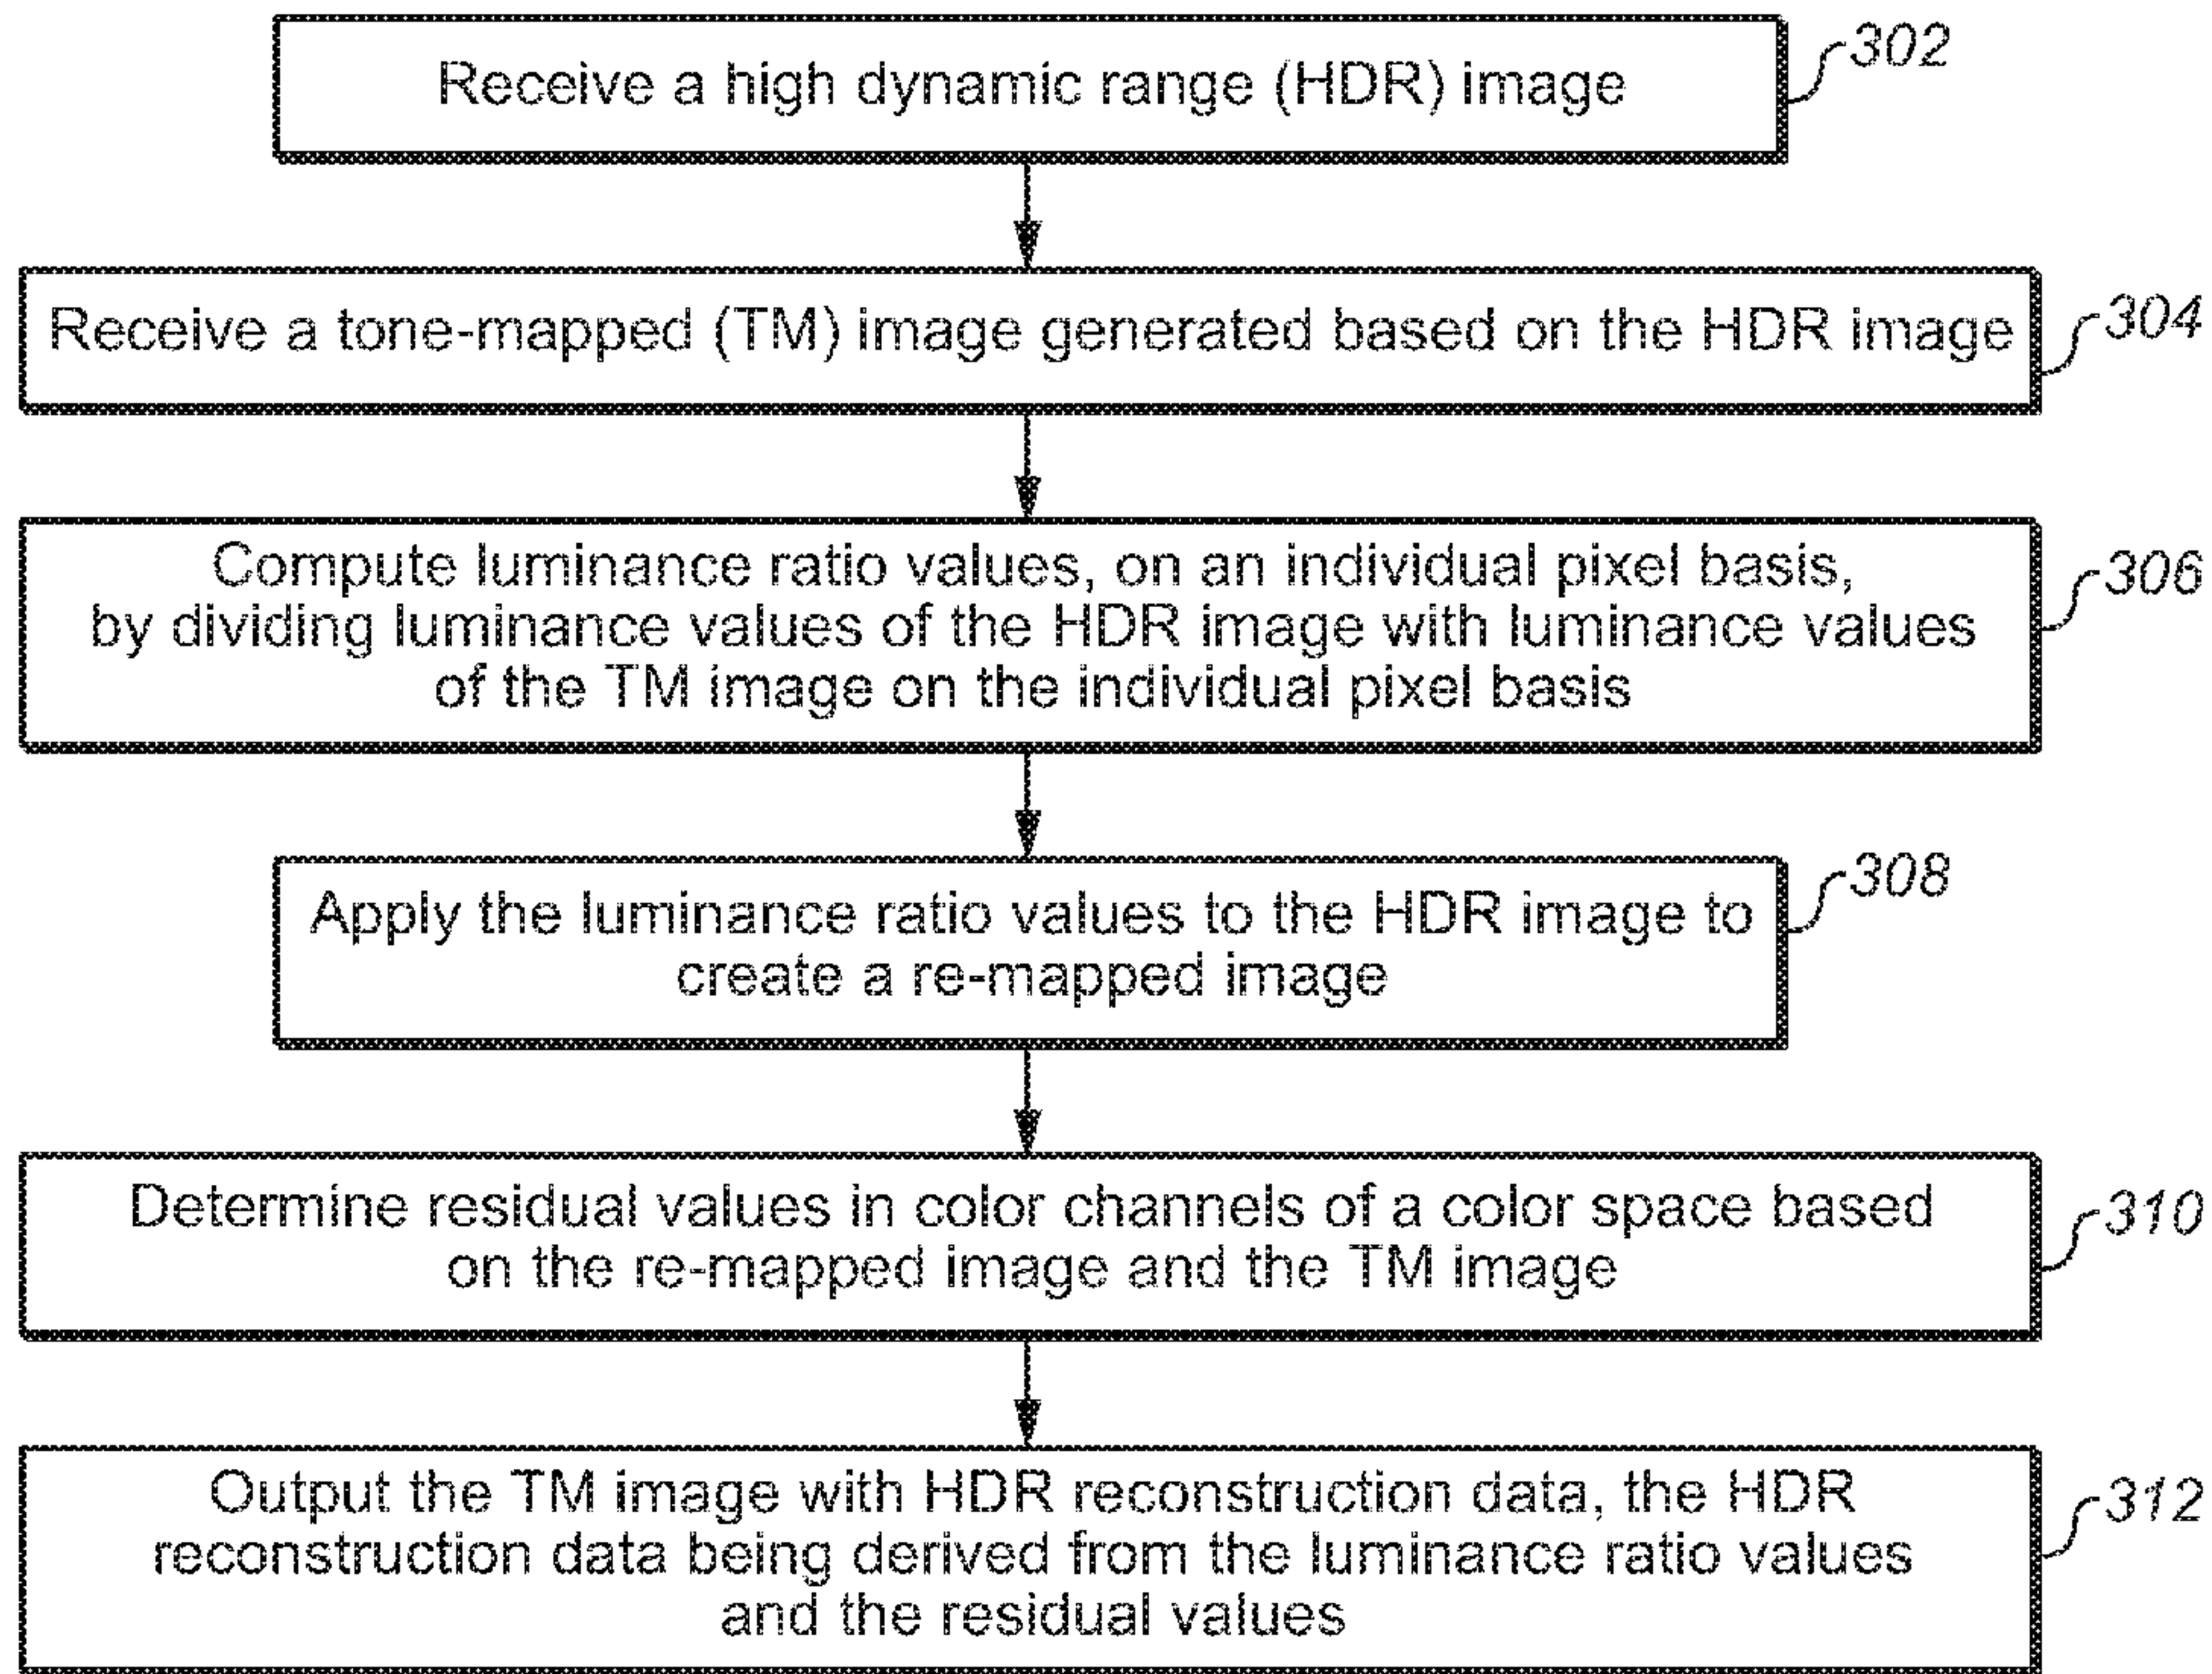 Receive a high dynamic range (HDR) image
302
Receive a tone-mapped (TM) image generated based on the HDR image
304
Compute luminance ratio values, on an individual pixel basis,
by dividing luminance values of the HDR image with luminance values
of the TM image on the individual pixel basis
306
Apply the luminance ratio values to the HDR image to
create a re-mapped image
308
Determine residual values in color channels of a color space based
on the re-mapped image and the TM image
310
Output the TM image with HDR reconstruction data, the HDR
reconstruction data being derived from the luminance ratio values
and the residual values
312